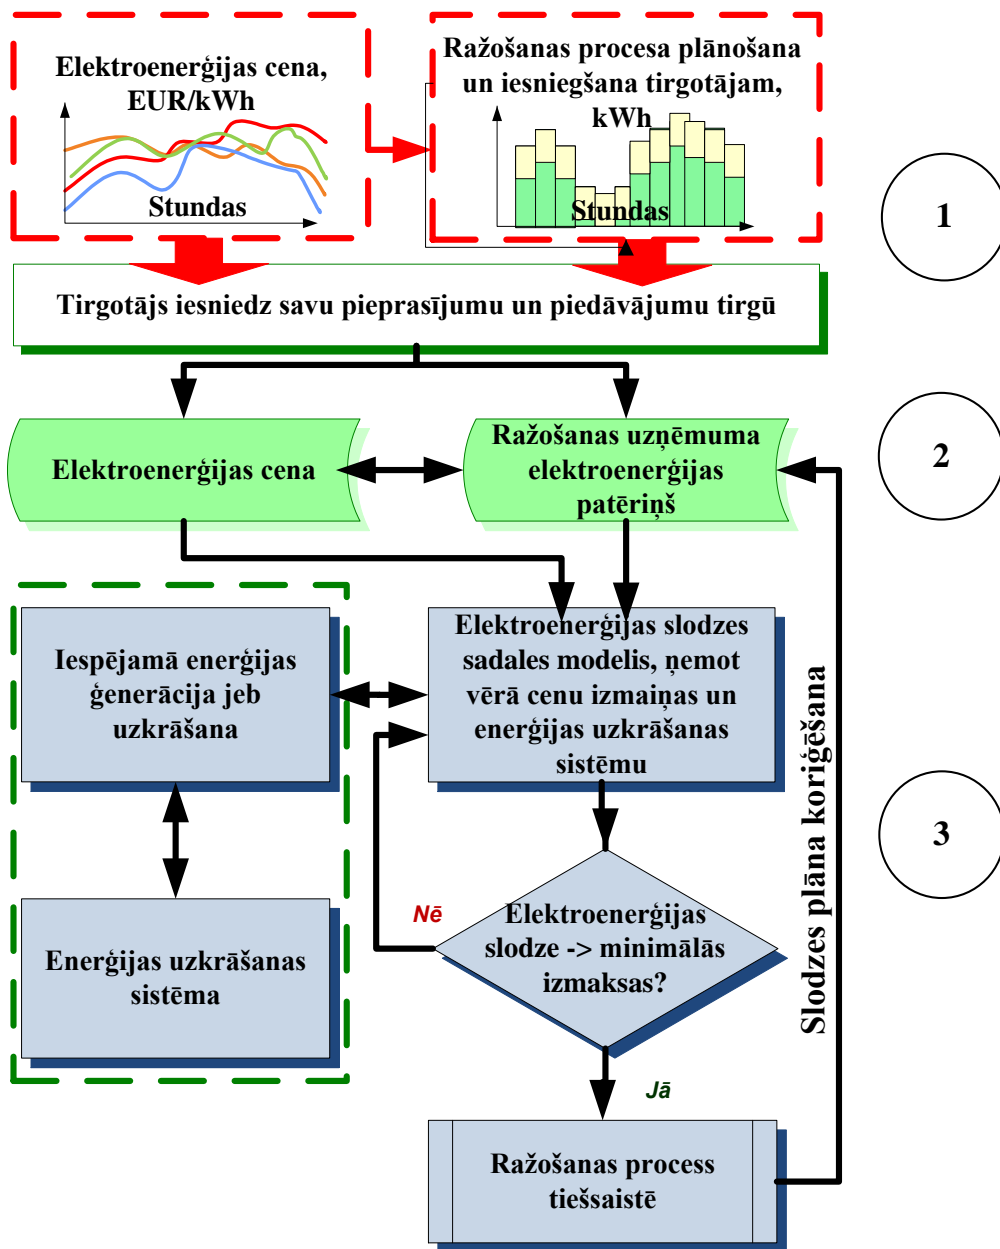 Elektroenerģijas cena,
EUR/kWh
Stundas
Ražošanas procesa plānošana
un iesniegšana tirgotājam,
kWh
Stundas
1
Tirgotājs iesniedz savu pieprasījumu un piedāvājumu tirgū
Elektroenerģijas cena
Ražošanas uzņēmuma
elektroenerģijas
patēriņš
2
Iespējamā enerģijas
ģenerācija jeb
uzkrāšana
Elektroenerģijas slodzes
sadales modelis, ņemot
vērā cenu izmaiņas un
enerģijas uzkrāšanas
sistēmu
Slodzes plāna koriģēšana
3
Enerģijas uzkrāšanas
sistēma
Nē
Elektroenerģijas
slodze -> minimālās
izmaksas?
Jā
Ražošanas process
tiešsaistē